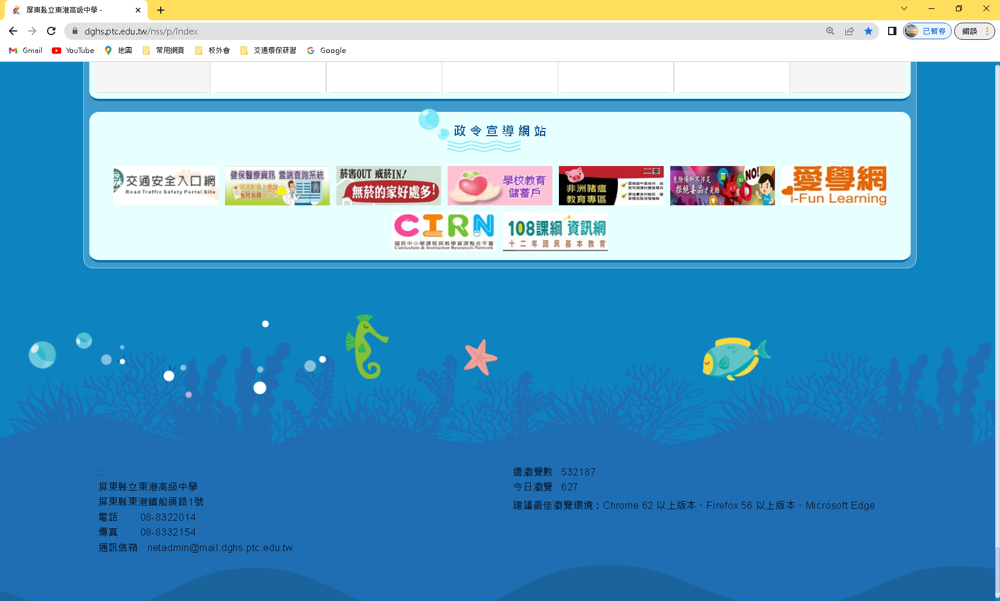 屏東縣立東港高級中學 -
dghs.ptc.edu.tw/nss/p/index
已暫停
錯誤
Gmail
YouTube
地圖
常用網頁
校外會
交通環保研習
Google
政令宣導網站
交通安全入口網
Road Traffic Safety Portal Site
健保醫療資訊 雲端查詢系統
菸害OUT 戒菸IN!
無菸的家好處多!
學校教育
儲蓄戶
非洲豬瘟
教育專區
危險場所不涉足
拒絕毒品才是酷
NO!
愛學網
i-Fun Learning
CIRN
國民中小學課程與教學資源整合平臺
Curriculum & Instruction Resources Network
108課綱 資訊網
十二年國民基本教育
:::
屏東縣立東港高級中學
屏東縣東港鎮船頭路1號
電話 08-8322014
傳真 08-8332154
通訊信箱 netadmin@mail.dghs.ptc.edu.tw
總瀏覽數 532187
今日瀏覽 627
建議最佳瀏覽環境：Chrome 62 以上版本、Firefox 56 以上版本、Microsoft Edge